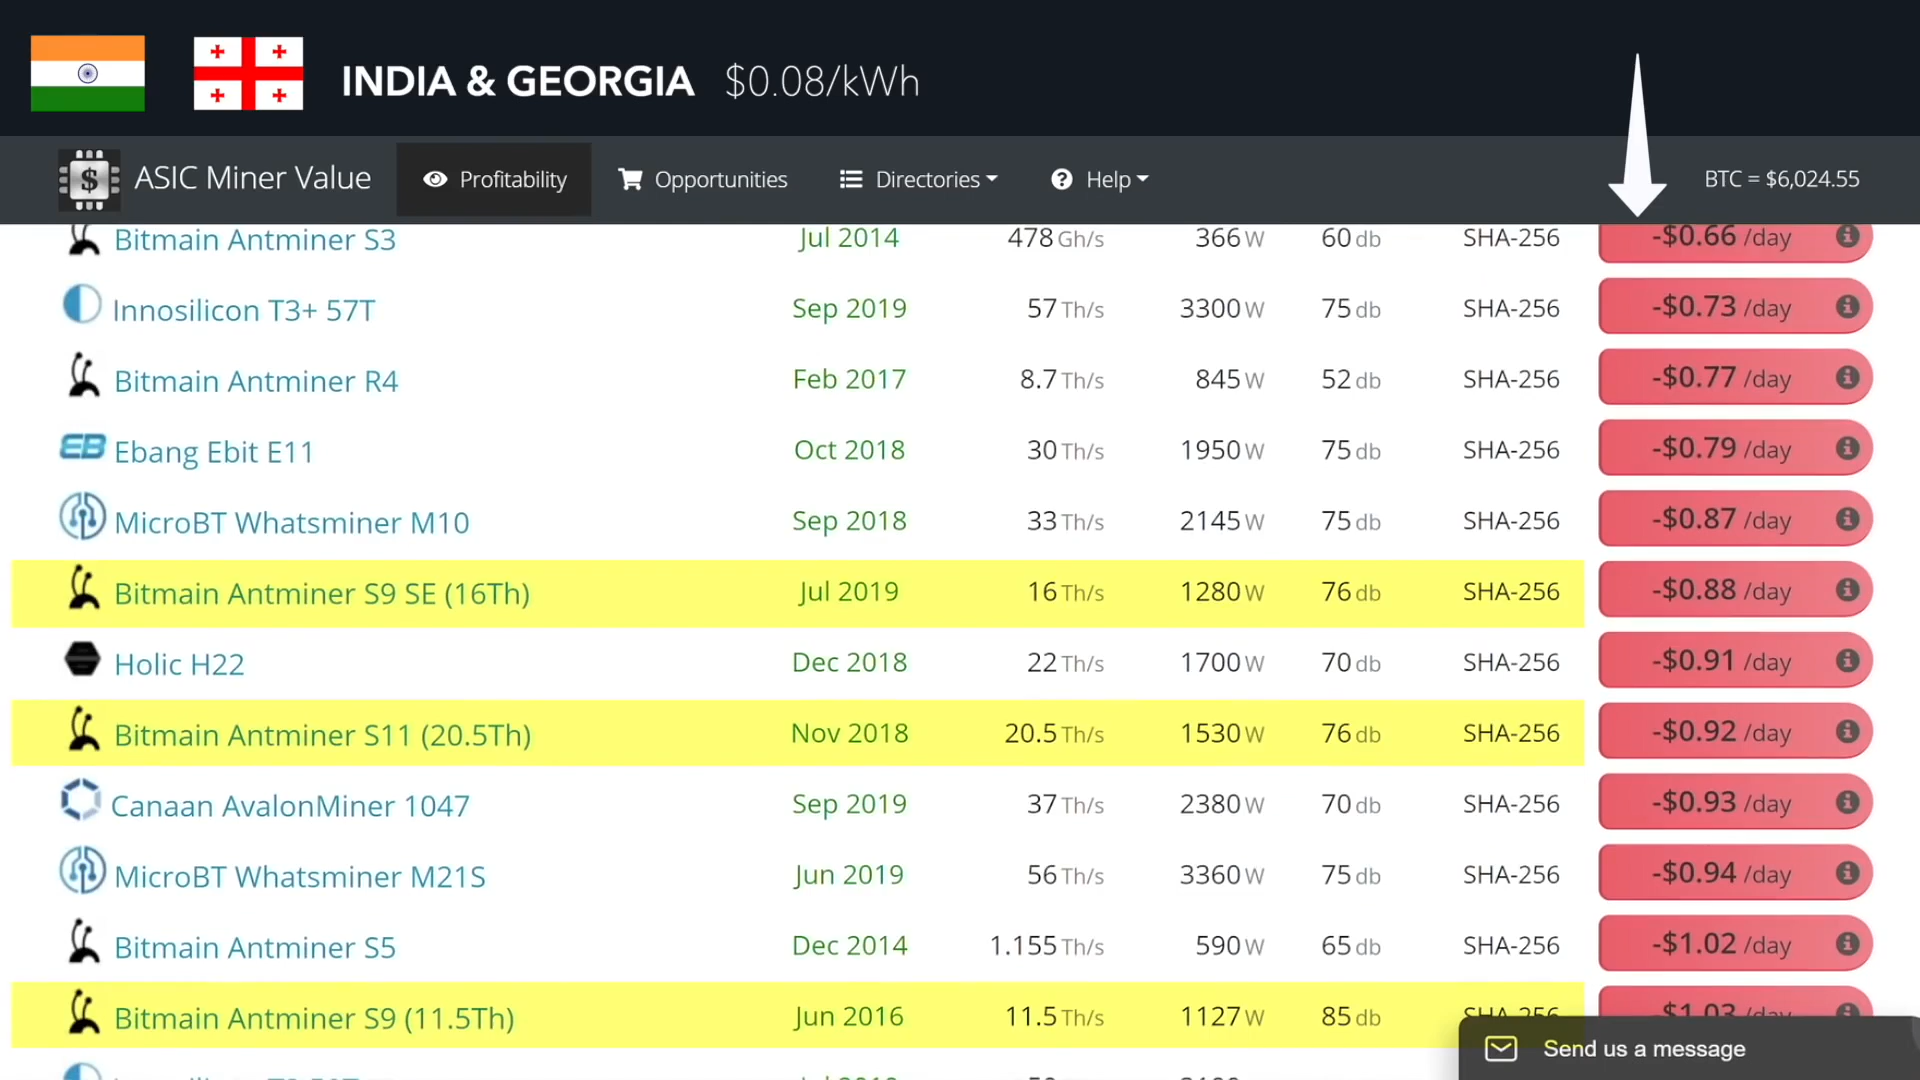 INDIA & GEORGIA $0.08/kWh
ASIC Miner Value Profitability Opportunities Directories Help BTC = $6,024.55
Bitmain Antminer S3 Jul 2014 478 Gh/s 366 W 60 db SHA-256 -$0.66 /day
Innosilicon T3+ 57T Sep 2019 57 Th/s 3300 W 75 db SHA-256 -$0.73 /day
Bitmain Antminer R4 Feb 2017 8.7 Th/s 845 W 52 db SHA-256 -$0.77 /day
Ebang Ebit E11 Oct 2018 30 Th/s 1950 W 75 db SHA-256 -$0.79 /day
MicroBT Whatsminer M10 Sep 2018 33 Th/s 2145 W 75 db SHA-256 -$0.87 /day
Bitmain Antminer S9 SE (16Th) Jul 2019 16 Th/s 1280 W 76 db SHA-256 -$0.88 /day
Holic H22 Dec 2018 22 Th/s 1700 W 70 db SHA-256 -$0.91 /day
Bitmain Antminer S11 (20.5Th) Nov 2018 20.5 Th/s 1530 W 76 db SHA-256 -$0.92 /day
Canaan AvalonMiner 1047 Sep 2019 37 Th/s 2380 W 70 db SHA-256 -$0.93 /day
MicroBT Whatsminer M21S Jun 2019 56 Th/s 3360 W 75 db SHA-256 -$0.94 /day
Bitmain Antminer S5 Dec 2014 1.155 Th/s 590 W 65 db SHA-256 -$1.02 /day
Bitmain Antminer S9 (11.5Th) Jun 2016 11.5 Th/s 1127 W 85 db SHA-256 -$1.03 /day
Send us a message